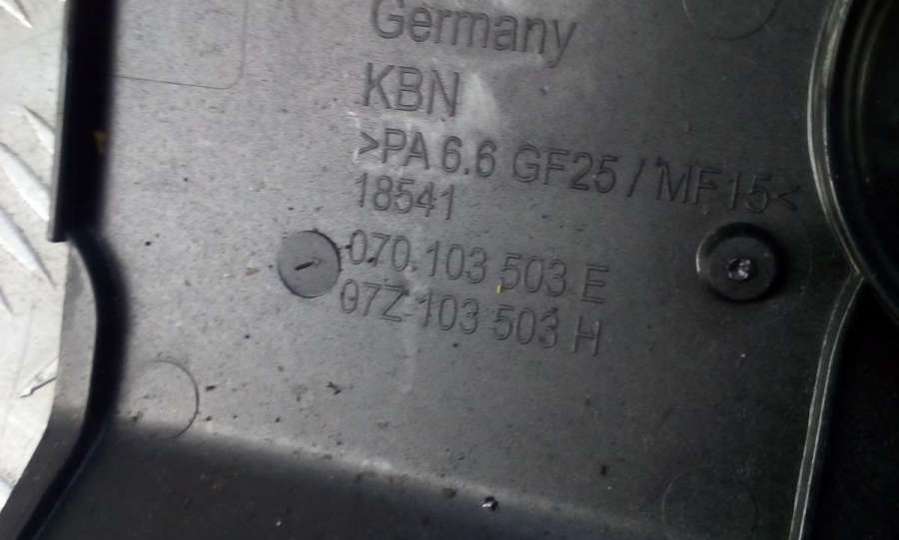 Germany
KBN
>PA 6.6 GF25 / MF15<
18541
070 103 503 E
07Z 103 503 H